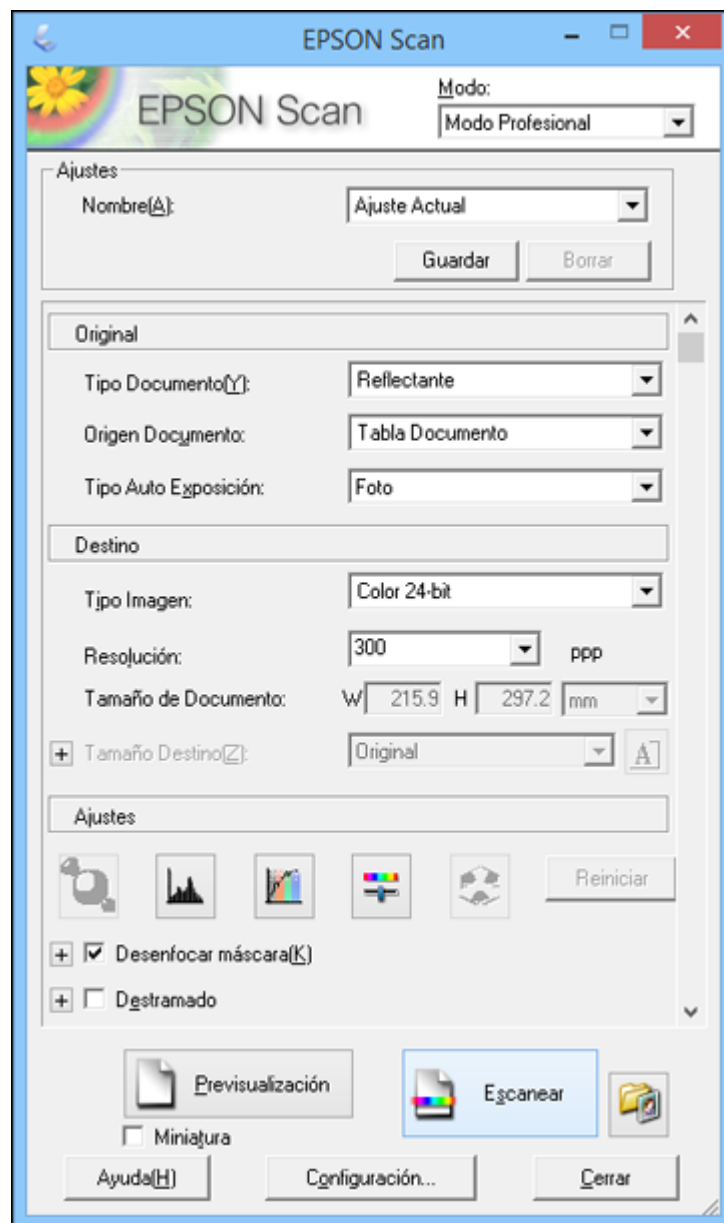 EPSON Scan
EPSON Scan
Modo:
Modo Profesional
Ajustes
Nombre(A):
Ajuste Actual
Guardar
Borrar
Original
Tipo Documento(Y):
Reflectante
Origen Documento:
Tabla Documento
Tipo Auto Exposición:
Foto
Destino
Tipo Imagen:
Color 24-bit
Resolución:
300
ppp
Tamaño de Documento:
W 215.9 H 297.2 mm
Tamaño Destino(Z):
Original
A
Ajustes
Reiniciar
Desenfocar máscara(K)
Destramado
Previsualización
Escanear
Miniatura
Ayuda(H)
Configuración...
Cerrar